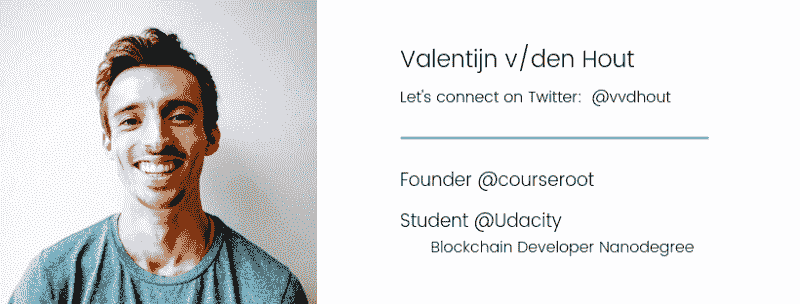 Valentijn v/den Hout
Let's connect on Twitter: @vvdhout
Founder @courseroot
Student @Udacity
Blockchain Developer Nanodegree